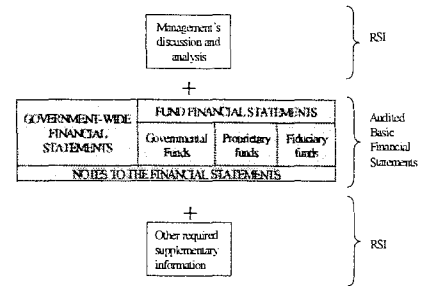 Management's
discussion and
analysis
RSI
+
GOVERNMENT-WIDE
FINANCIAL
STATEMENTS
FUND FINANCIAL STATEMENTS
Governmental
Funds
Proprietary
funds
Fiduciary
funds
NOTES TO THE FINANCIAL STATEMENTS
Audited
Basic
Financial
Statements
+
Other required
supplementary
information
RSI